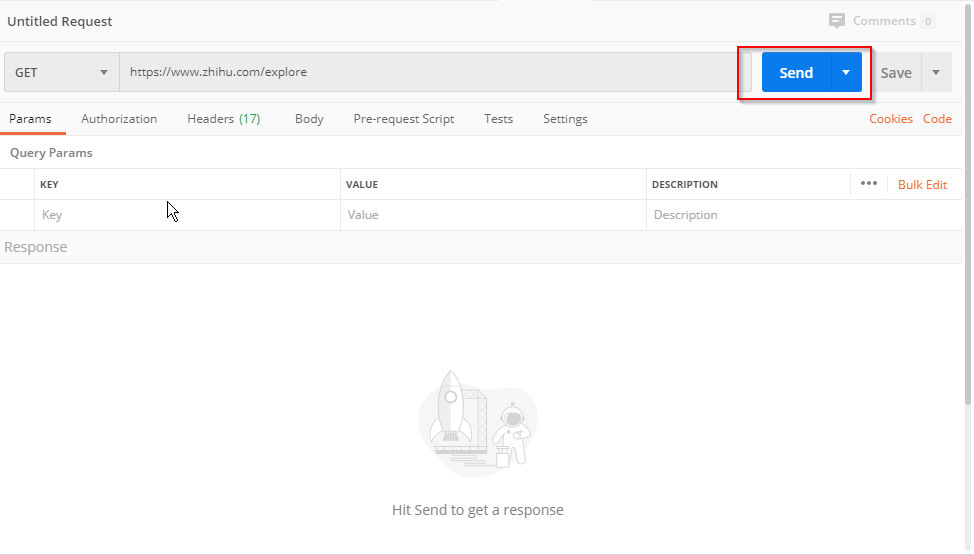 Untitled Request
Comments 0
GET
https://www.zhihu.com/explore
Send
Save
Params
Authorization
Headers (17)
Body
Pre-request Script
Tests
Settings
Cookies
Code
Query Params
KEY
VALUE
DESCRIPTION
Bulk Edit
Key
Value
Description
Response
Hit Send to get a response